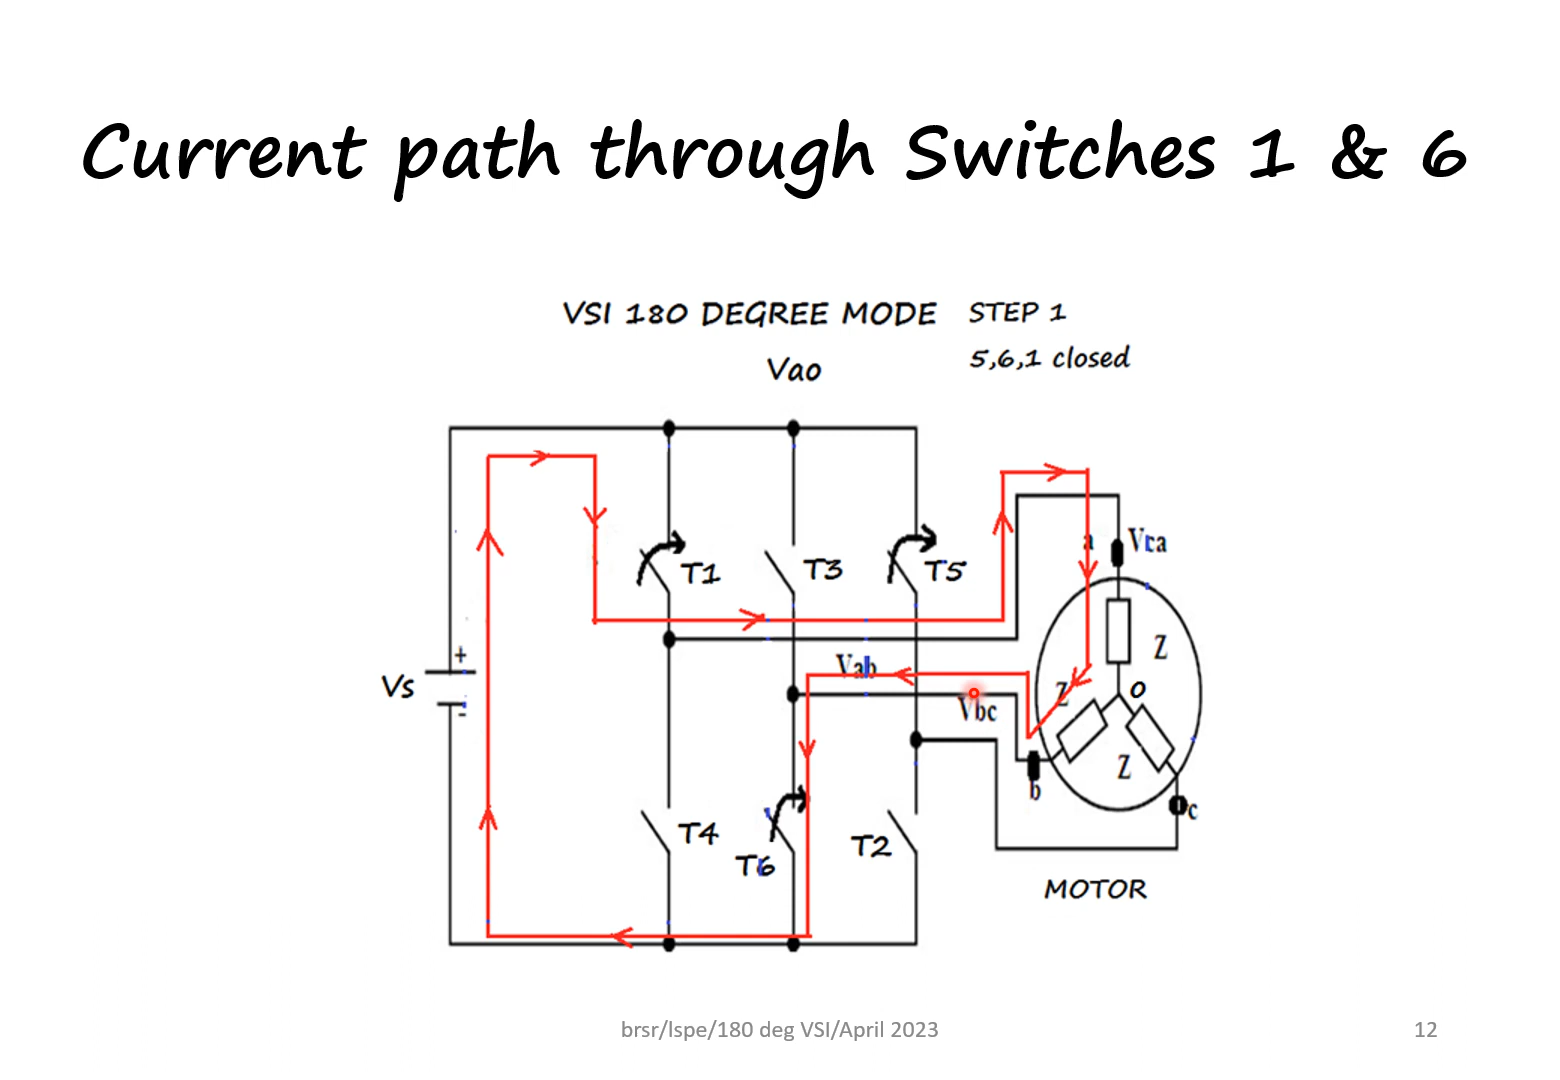 Current path through Switches 1 & 6
VSI 180 DEGREE MODE STEP 1
5,6,1 closed
Vao
a Vca
T1 T3 T5
+
Vs
-
Vab
Vbc
Z
Z
o
Z
b
c
T4
T6
T2
MOTOR
brsr/lspe/180 deg VSI/April 2023
12